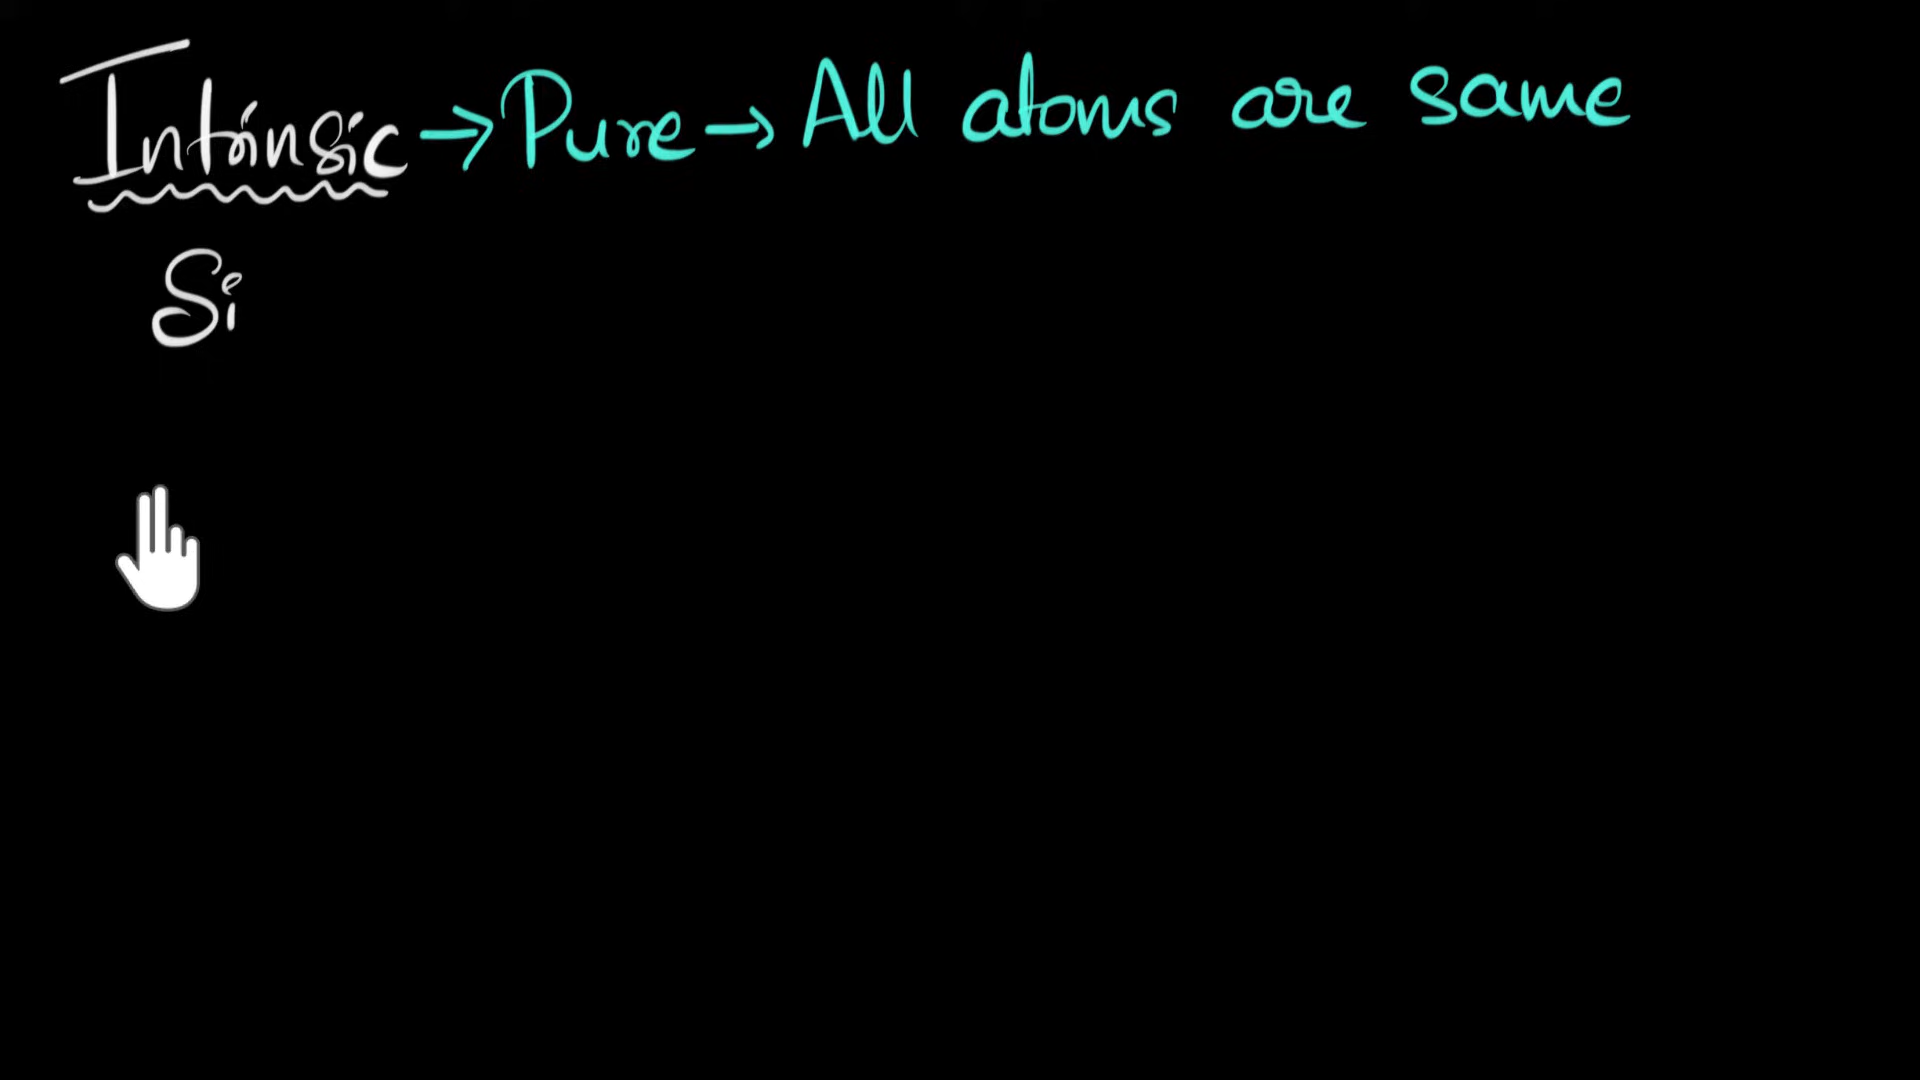 Intrinsic → Pure → All atoms are same
Si